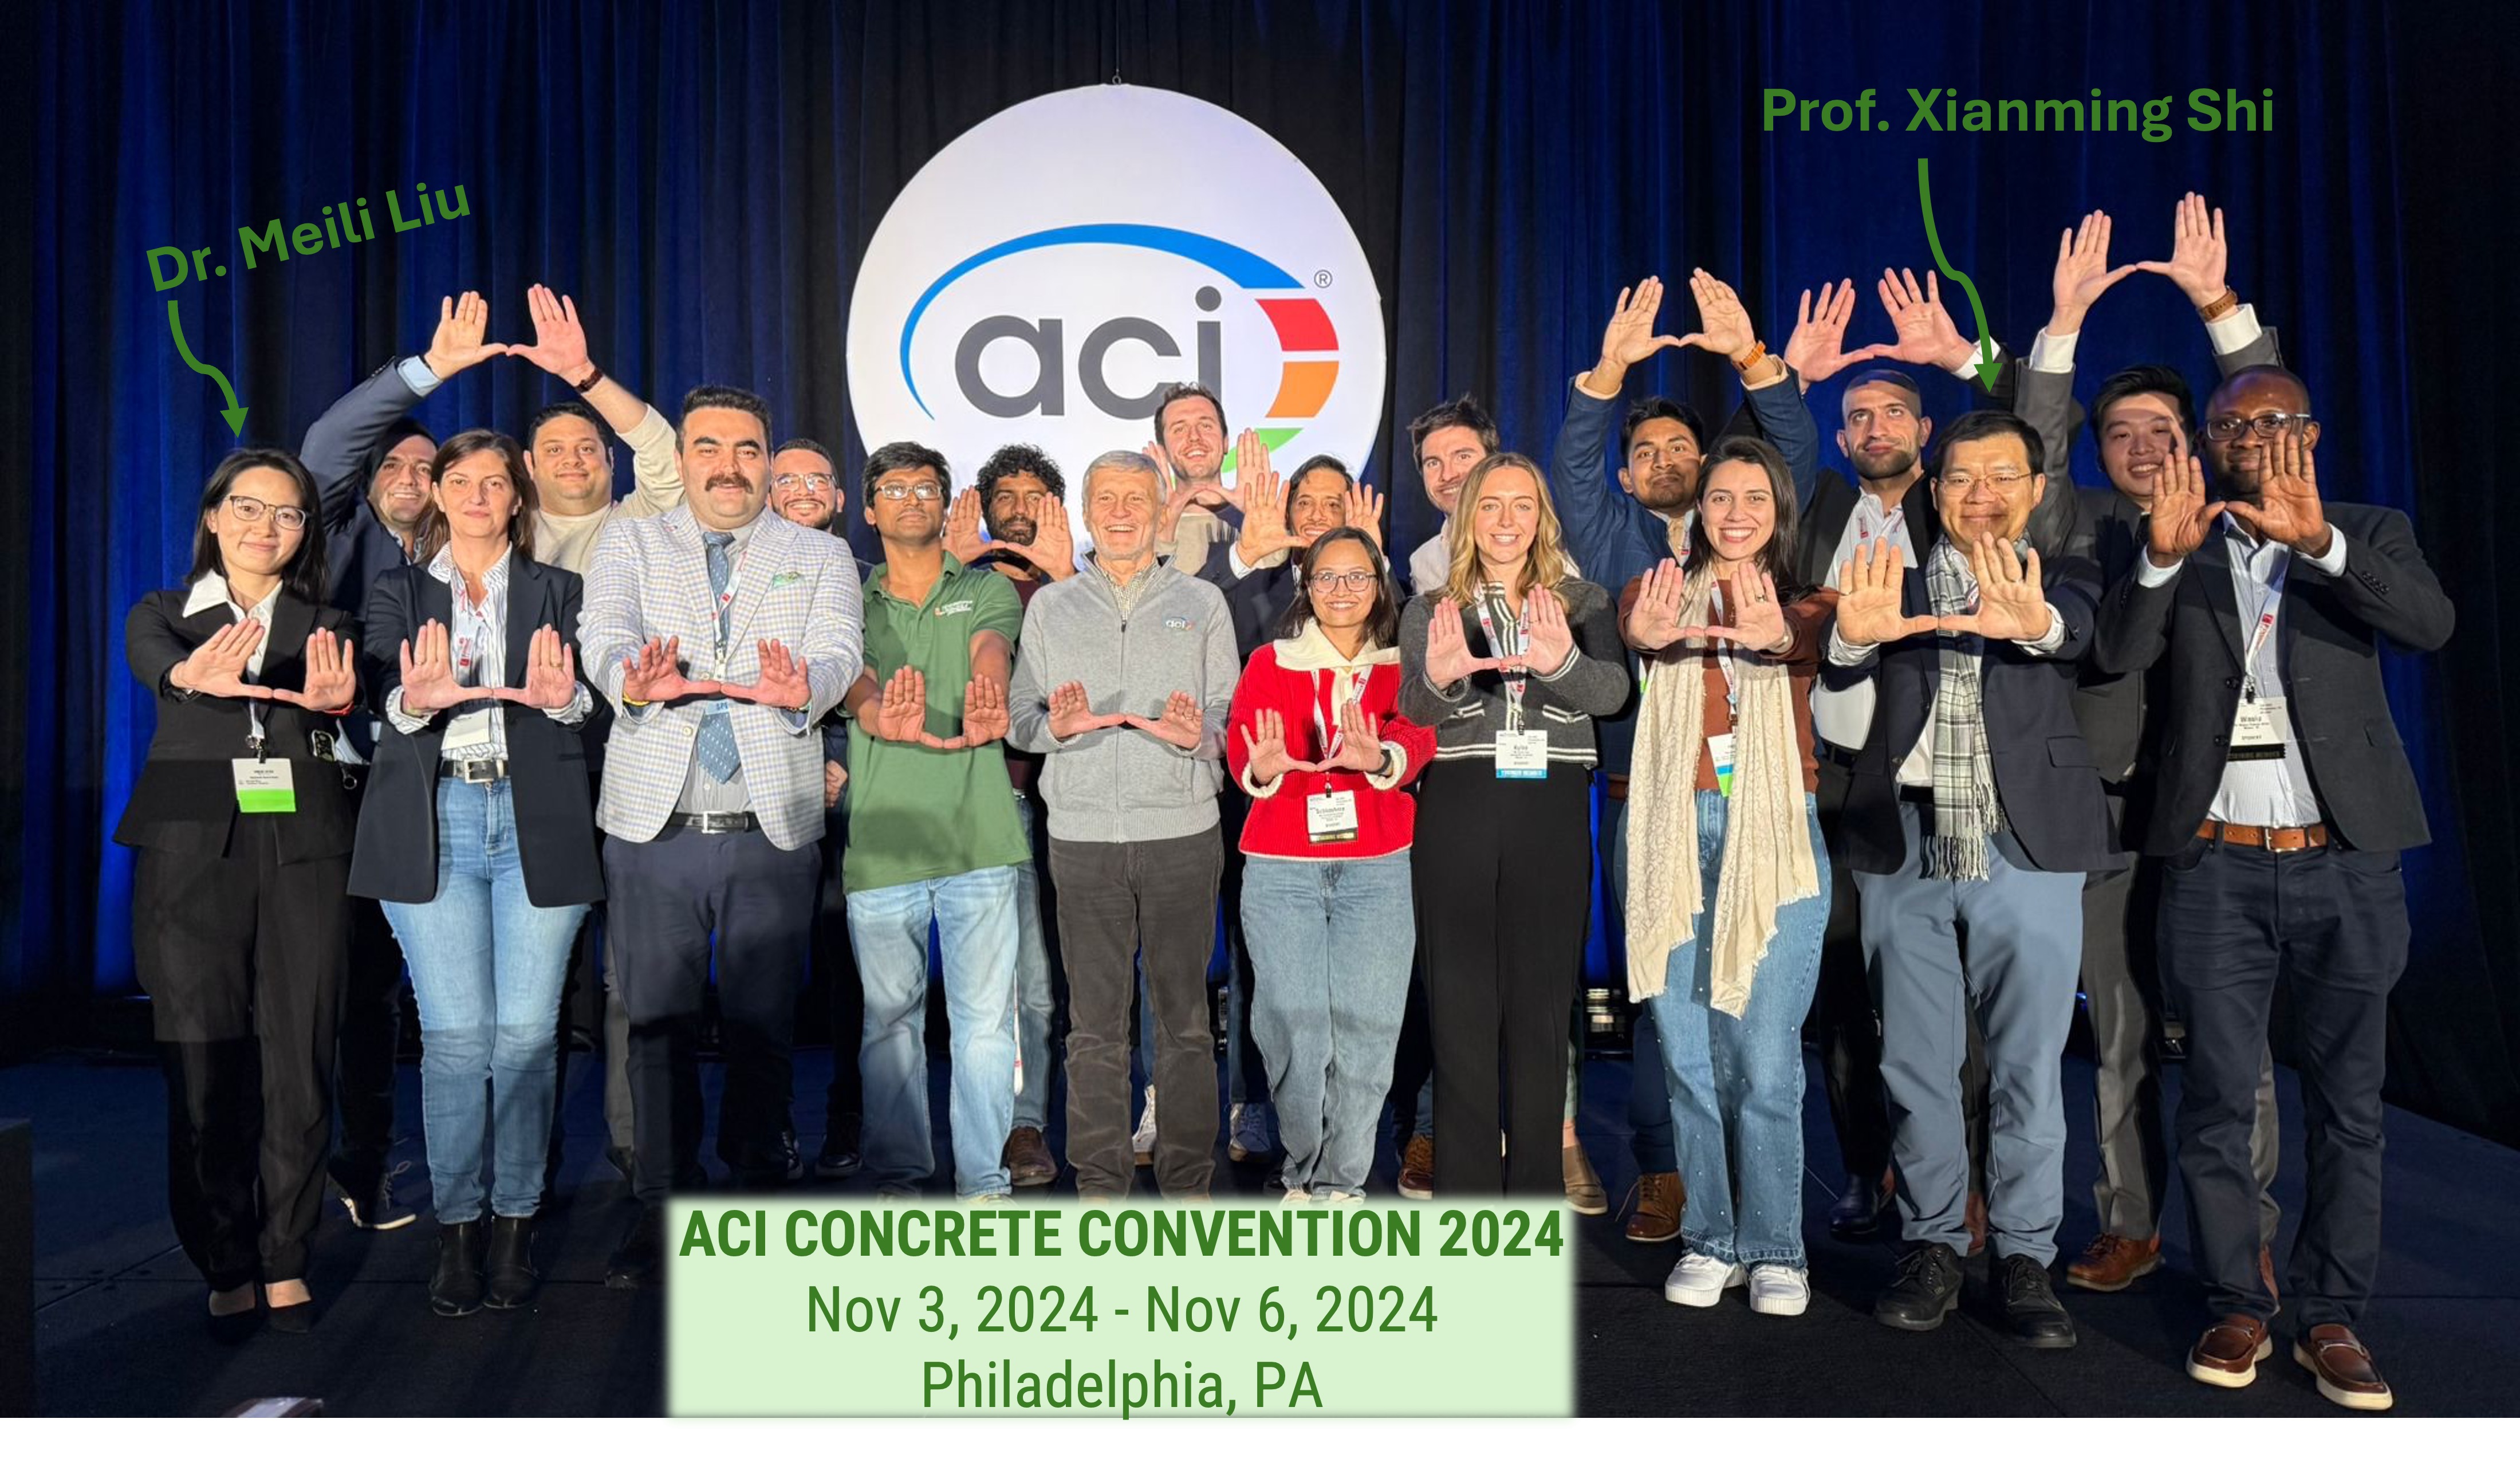 Prof. Xianming Shi
Dr. Meili Liu
aci®
aci
ACI CONCRETE CONVENTION 2024
Nov 3, 2024 - Nov 6, 2024
Philadelphia, PA